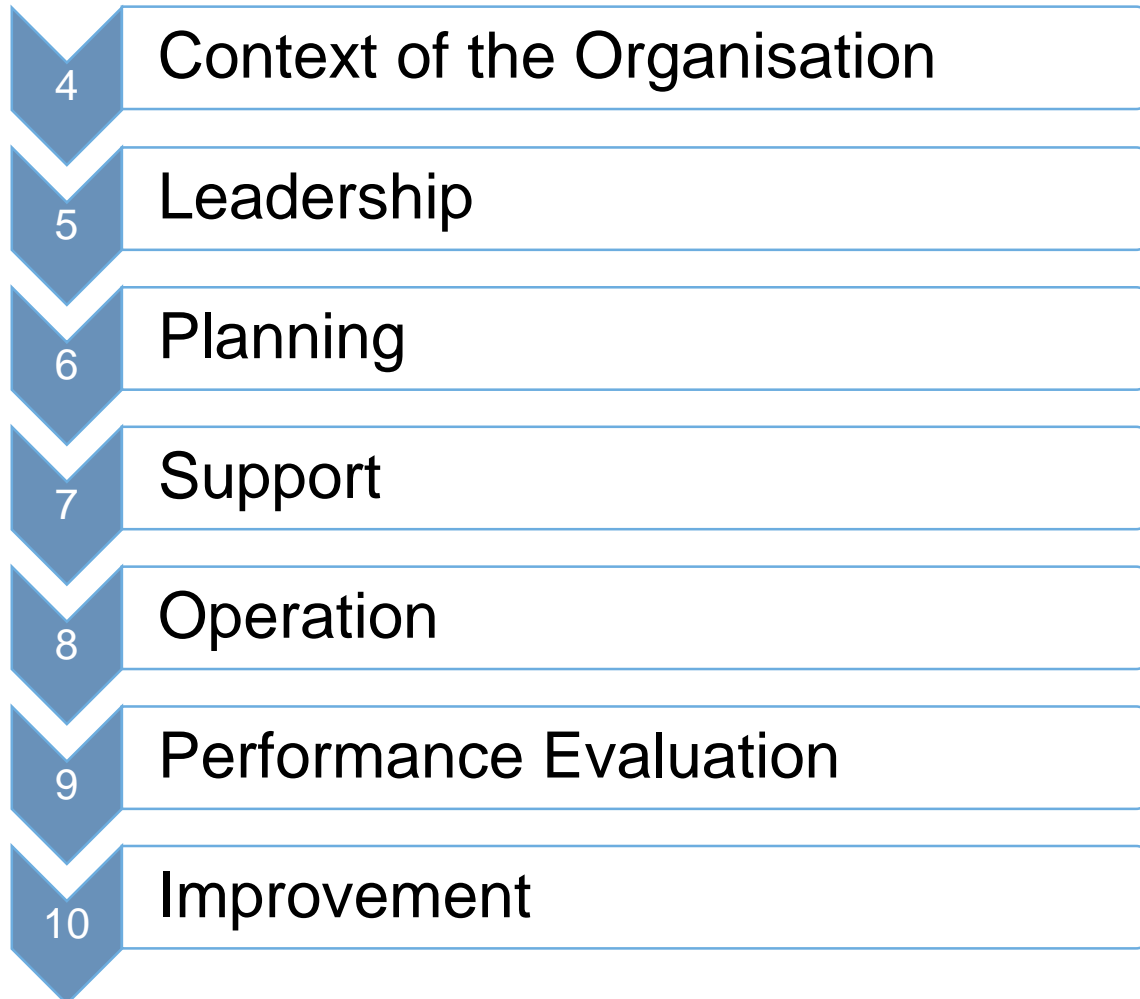 4 Context of the Organisation
5 Leadership
6 Planning
7 Support
8 Operation
9 Performance Evaluation
10 Improvement